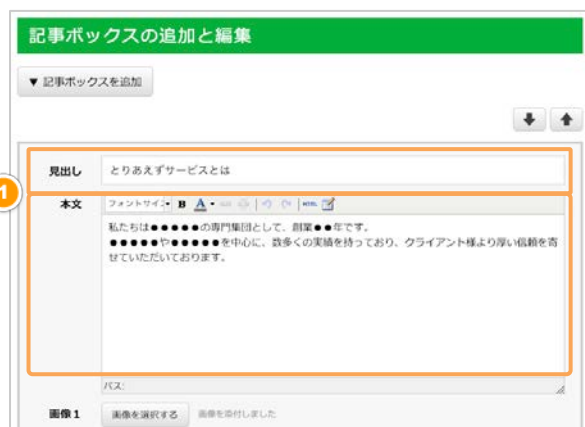 記事ボックスの追加と編集
▼ 記事ボックスを追加
見出し とりあえずサービスとは
1
本文 フォントサイズ B A HTML
私たちは●●●●●の専門集団として、創業●●年です。
●●●●●や●●●●●を中心に、数多くの実績を持っており、クライアント様より厚い信頼を寄
せていただいております。
パス:
画像1 画像を選択する 画像を添付しました